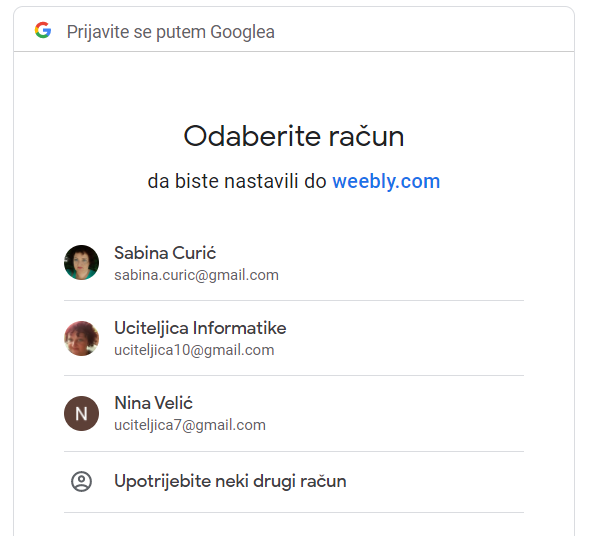 Prijavite se putem Googlea
Odaberite račun
da biste nastavili do weebly.com
Sabina Curić
sabina.curic@gmail.com
Uciteljica Informatike
uciteljica10@gmail.com
N
Nina Velić
uciteljica7@gmail.com
Upotrijebite neki drugi račun